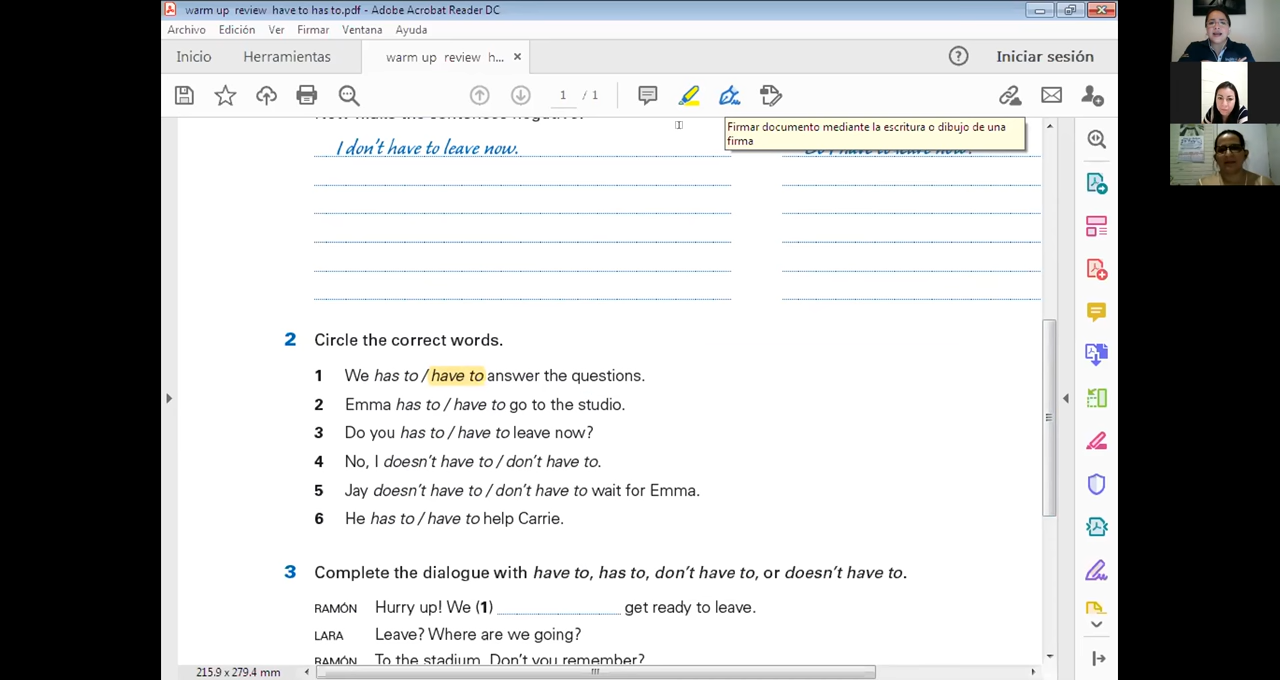 warm up review have to has to.pdf - Adobe Acrobat Reader DC
Archivo Edición Ver Firmar Ventana Ayuda
Inicio Herramientas warm up review h... × Iniciar sesión
1 / 1
Firmar documento mediante la escritura o dibujo de una
firma
I don't have to leave now.
2 Circle the correct words.
1 We has to / have to answer the questions.
2 Emma has to / have to go to the studio.
3 Do you has to / have to leave now?
4 No, I doesn't have to / don't have to.
5 Jay doesn't have to / don't have to wait for Emma.
6 He has to / have to help Carrie.
3 Complete the dialogue with have to, has to, don't have to, or doesn't have to.
RAMÓN Hurry up! We (1) get ready to leave.
LARA Leave? Where are we going?
RAMÓN To the stadium. Don't you remember?
215.9 x 279.4 mm